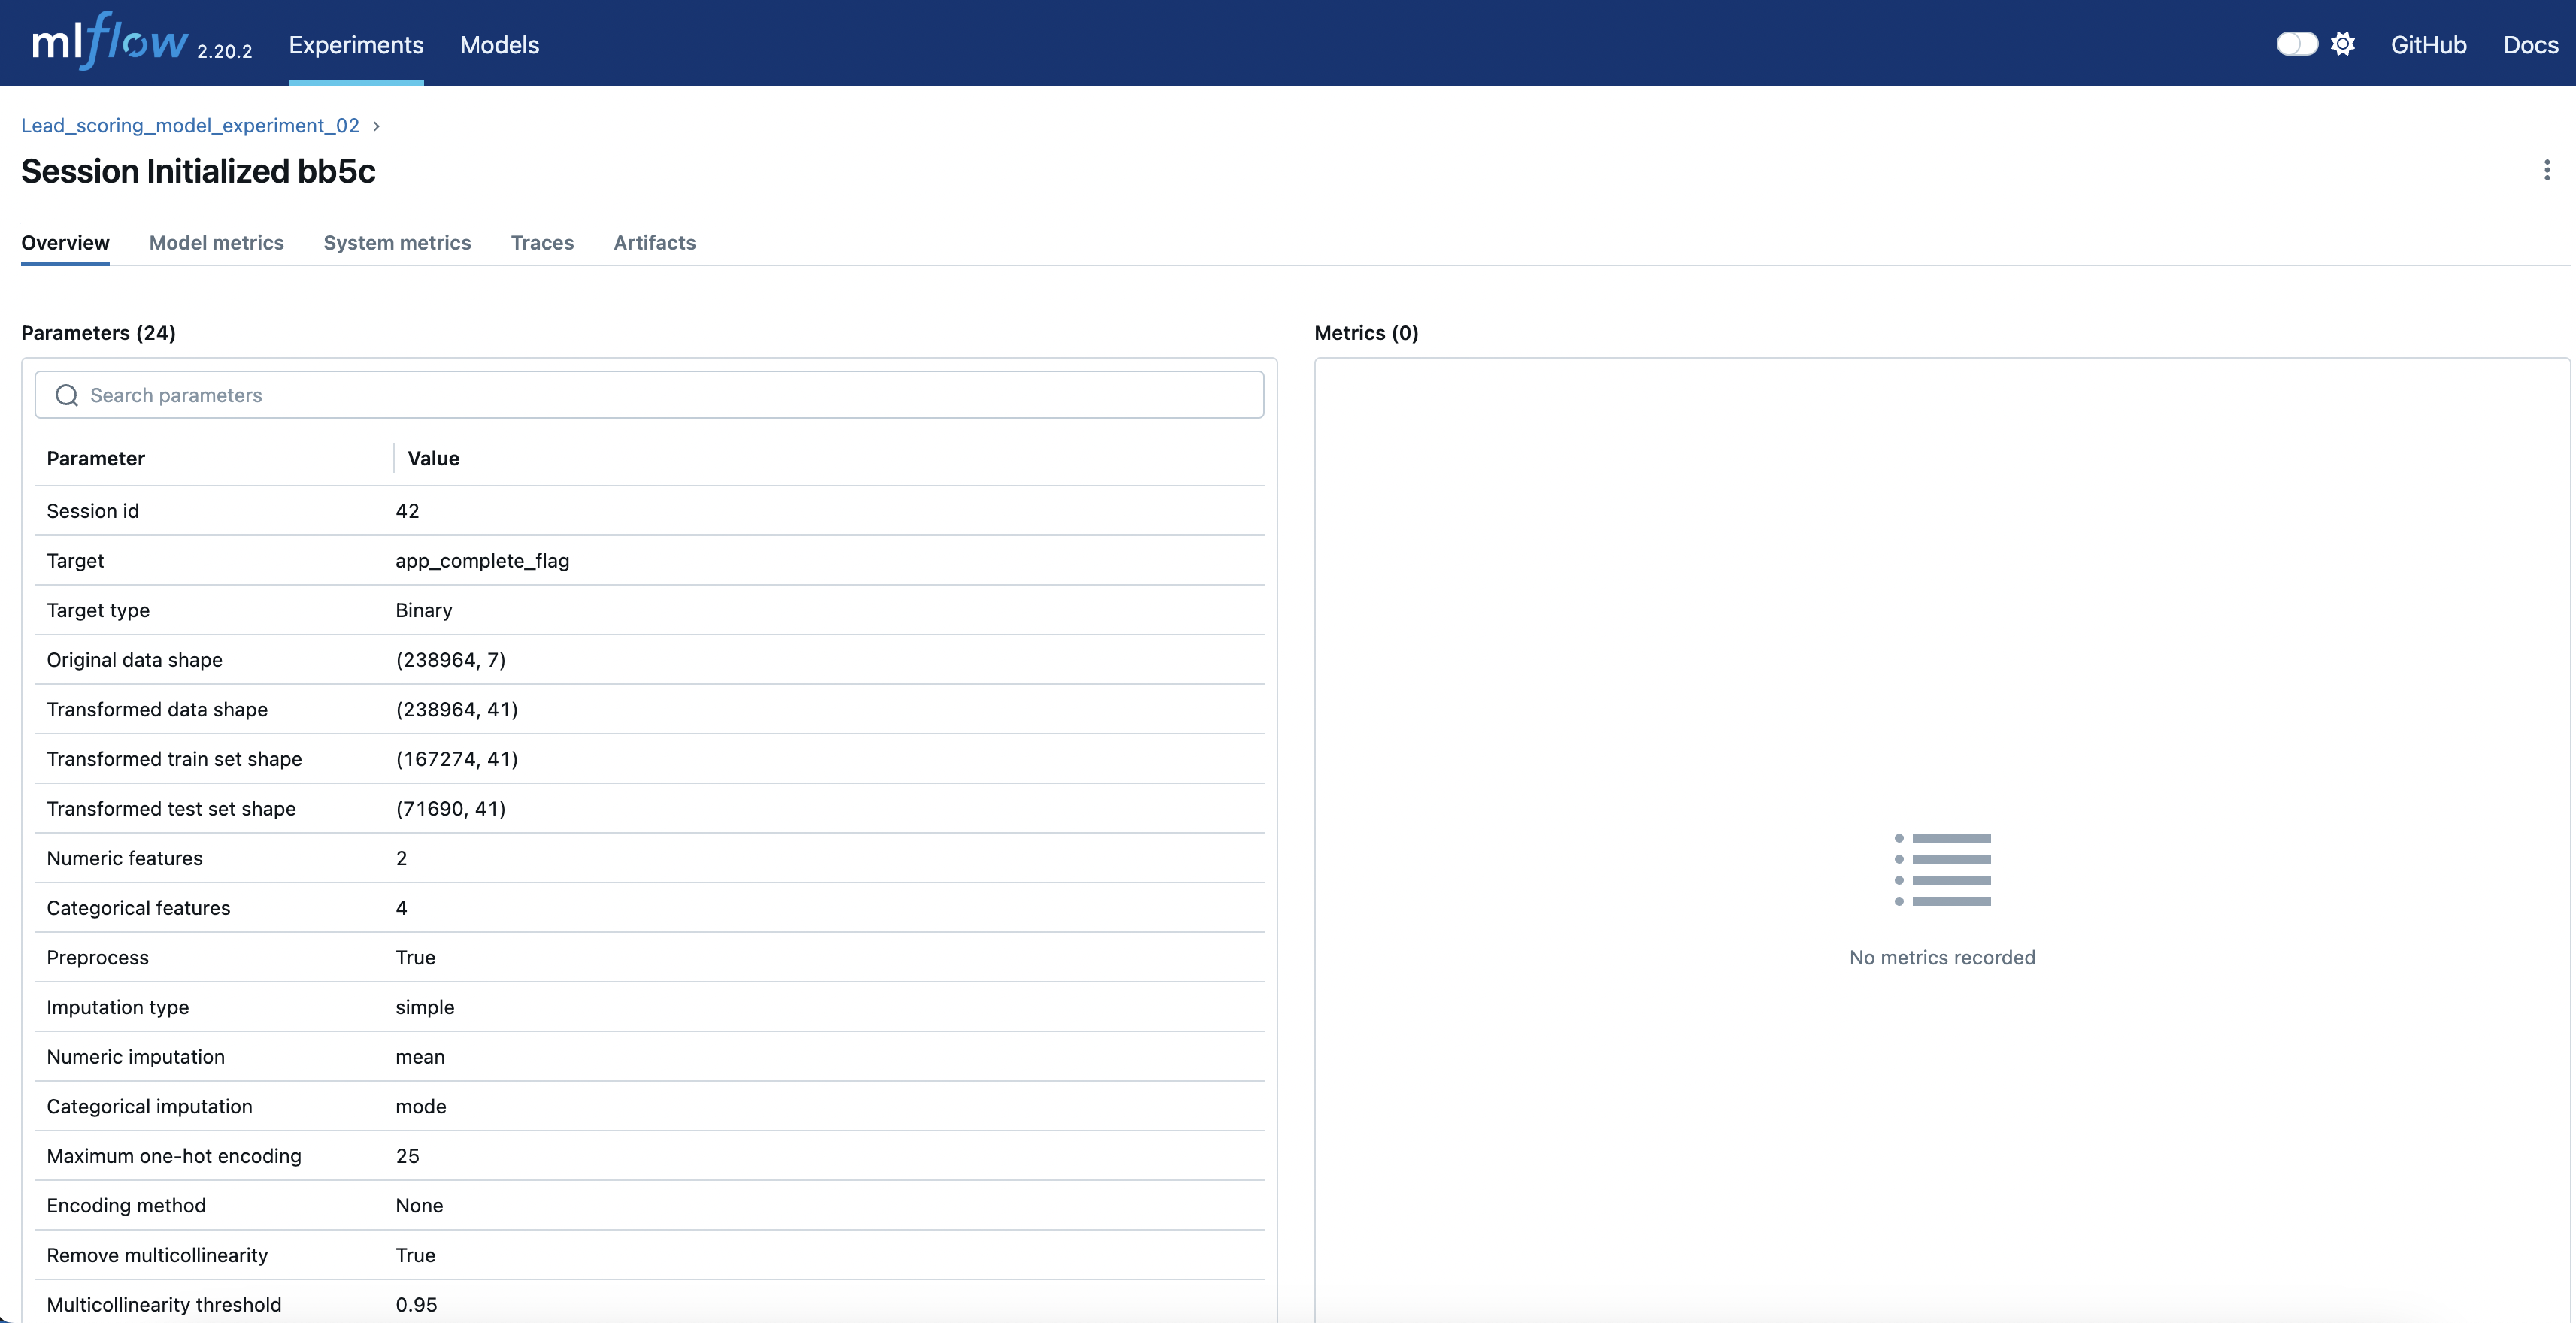 mlflow 2.20.2 Experiments Models GitHub Docs
Lead_scoring_model_experiment_02 ›
Session Initialized bb5c
Overview Model metrics System metrics Traces Artifacts
Parameters (24)
Search parameters
Parameter Value
Session id 42
Target app_complete_flag
Target type Binary
Original data shape (238964, 7)
Transformed data shape (238964, 41)
Transformed train set shape (167274, 41)
Transformed test set shape (71690, 41)
Numeric features 2
Categorical features 4
Preprocess True
Imputation type simple
Numeric imputation mean
Categorical imputation mode
Maximum one-hot encoding 25
Encoding method None
Remove multicollinearity True
Multicollinearity threshold 0.95
Metrics (0)
No metrics recorded